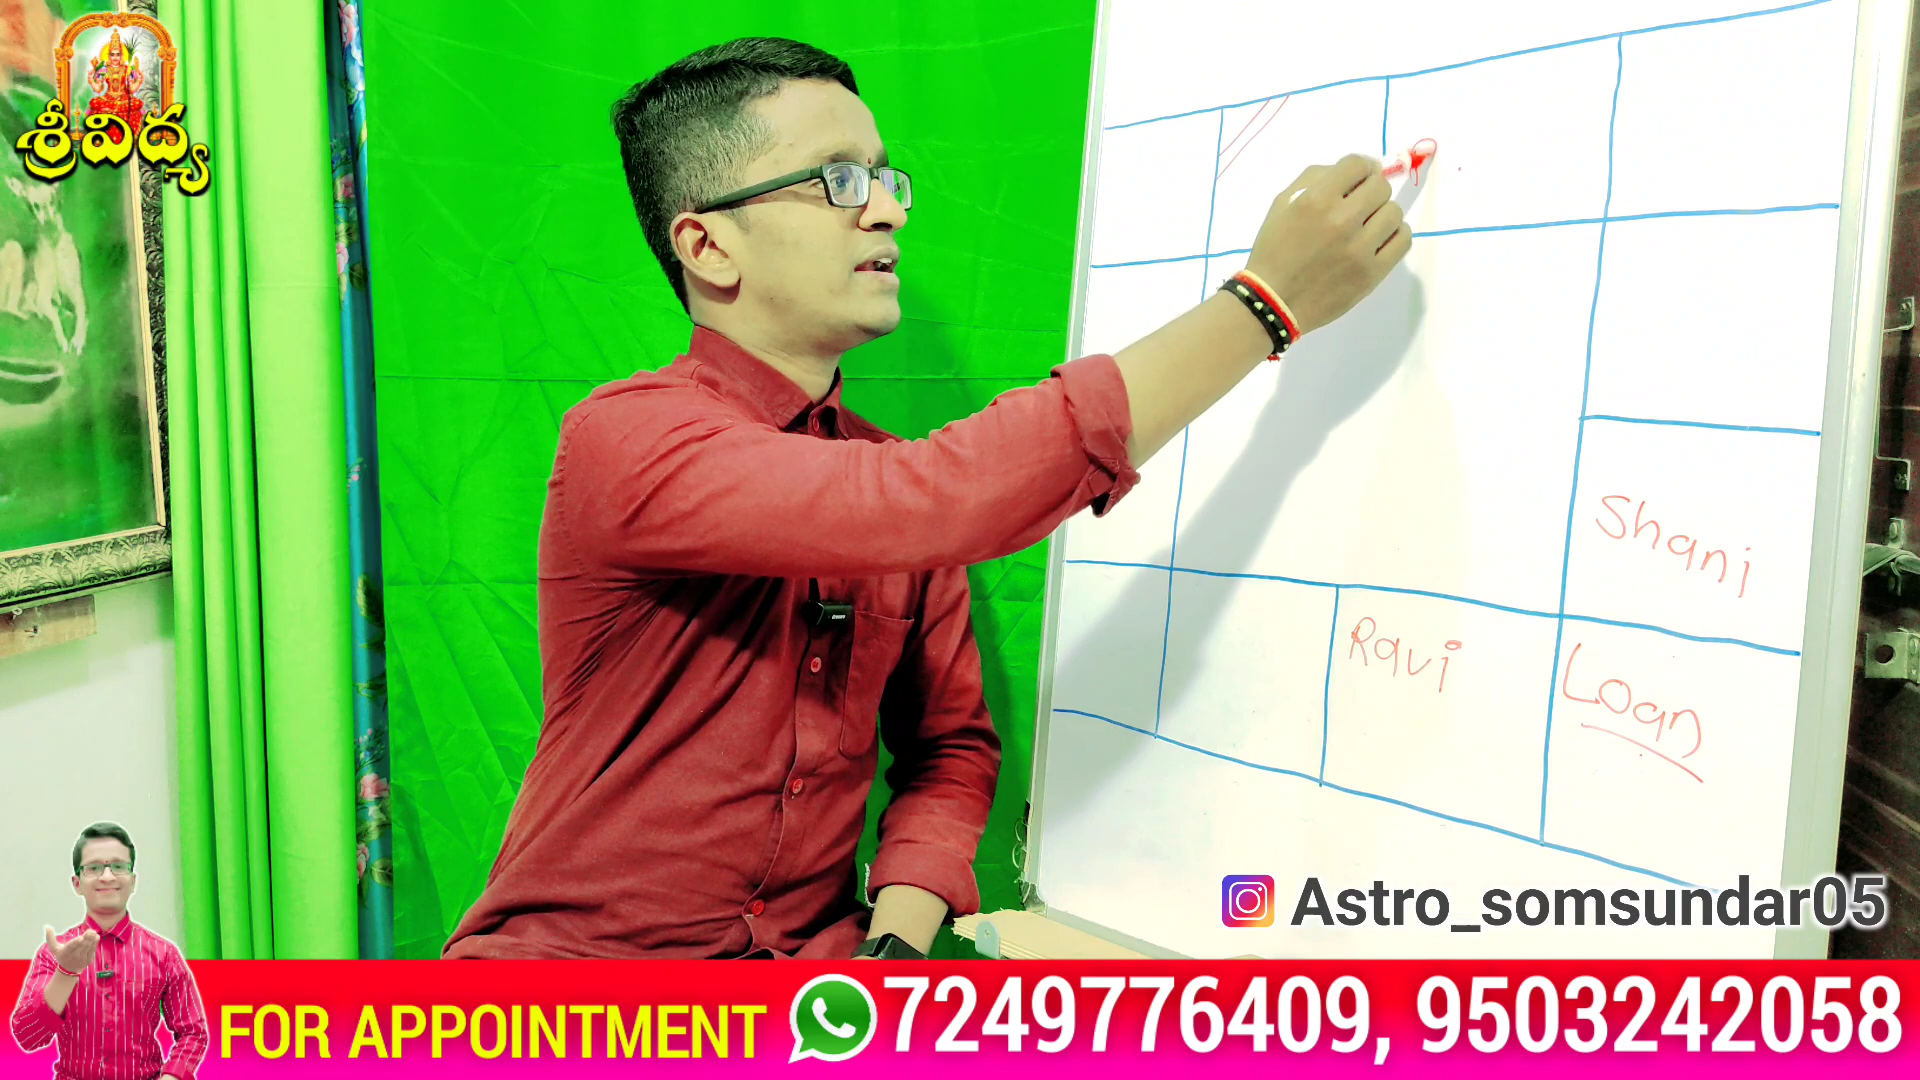 శ్రీవిద్య
Shani
Ravi
Loan
Astro_somsundar05
FOR APPOINTMENT 7249776409, 9503242058